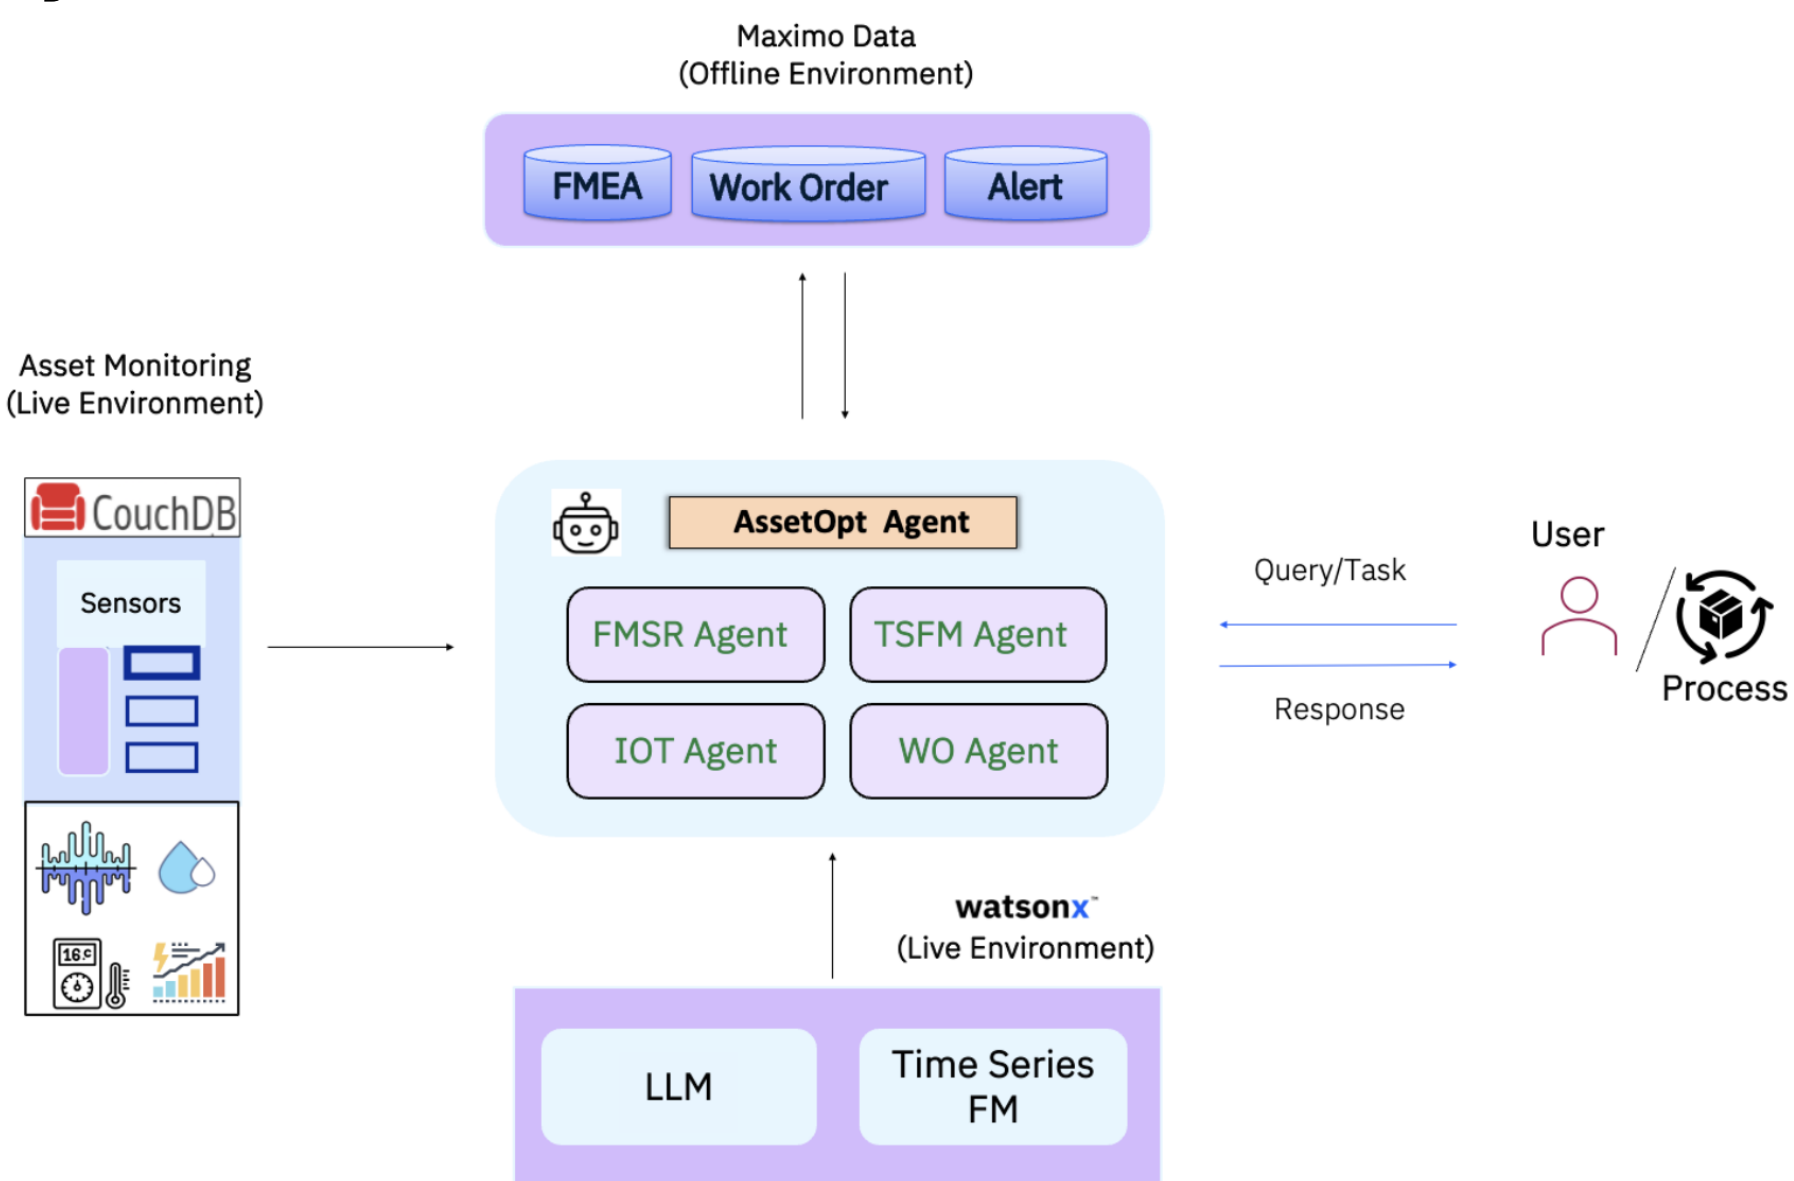 Maximo Data
(Offline Environment)
FMEA
Work Order
Alert
Asset Monitoring
(Live Environment)
CouchDB
Sensors
16.c
AssetOpt Agent
FMSR Agent
TSFM Agent
IOT Agent
WO Agent
Query/Task
Response
User
Process
watsonx™
(Live Environment)
LLM
Time Series
FM